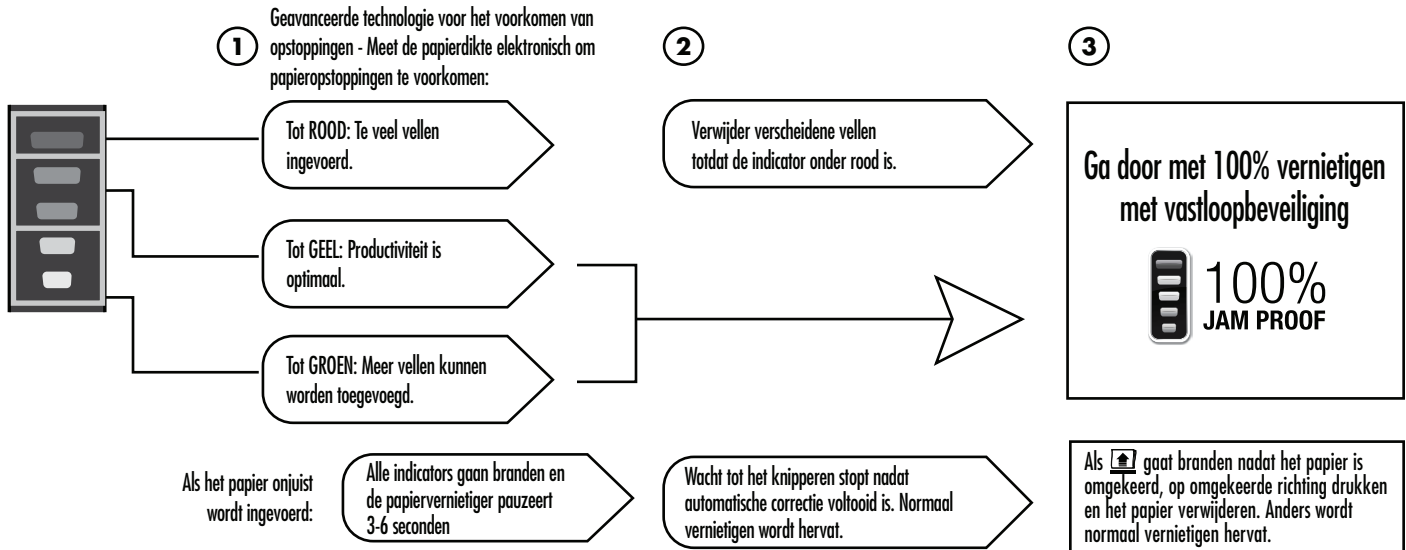 1
Geavanceerde technologie voor het voorkomen van
opstoppingen - Meet de papierdikte elektronisch om
papieropstoppingen te voorkomen:
Tot ROOD: Te veel vellen
ingevoerd.
Tot GEEL: Productiviteit is
optimaal.
Tot GROEN: Meer vellen kunnen
worden toegevoegd.
2
Verwijder verscheidene vellen
totdat de indicator onder rood is.
3
Ga door met 100% vernietigen
met vastloopbeveiliging
100%
JAM PROOF
Als het papier onjuist
wordt ingevoerd:
Alle indicators gaan branden en
de papiervernietiger pauzeert
3-6 seconden
Wacht tot het knipperen stopt nadat
automatische correctie voltooid is. Normaal
vernietigen wordt hervat.
Als gaat branden nadat het papier is
omgekeerd, op omgekeerde richting drukken
en het papier verwijderen. Anders wordt
normaal vernietigen hervat.